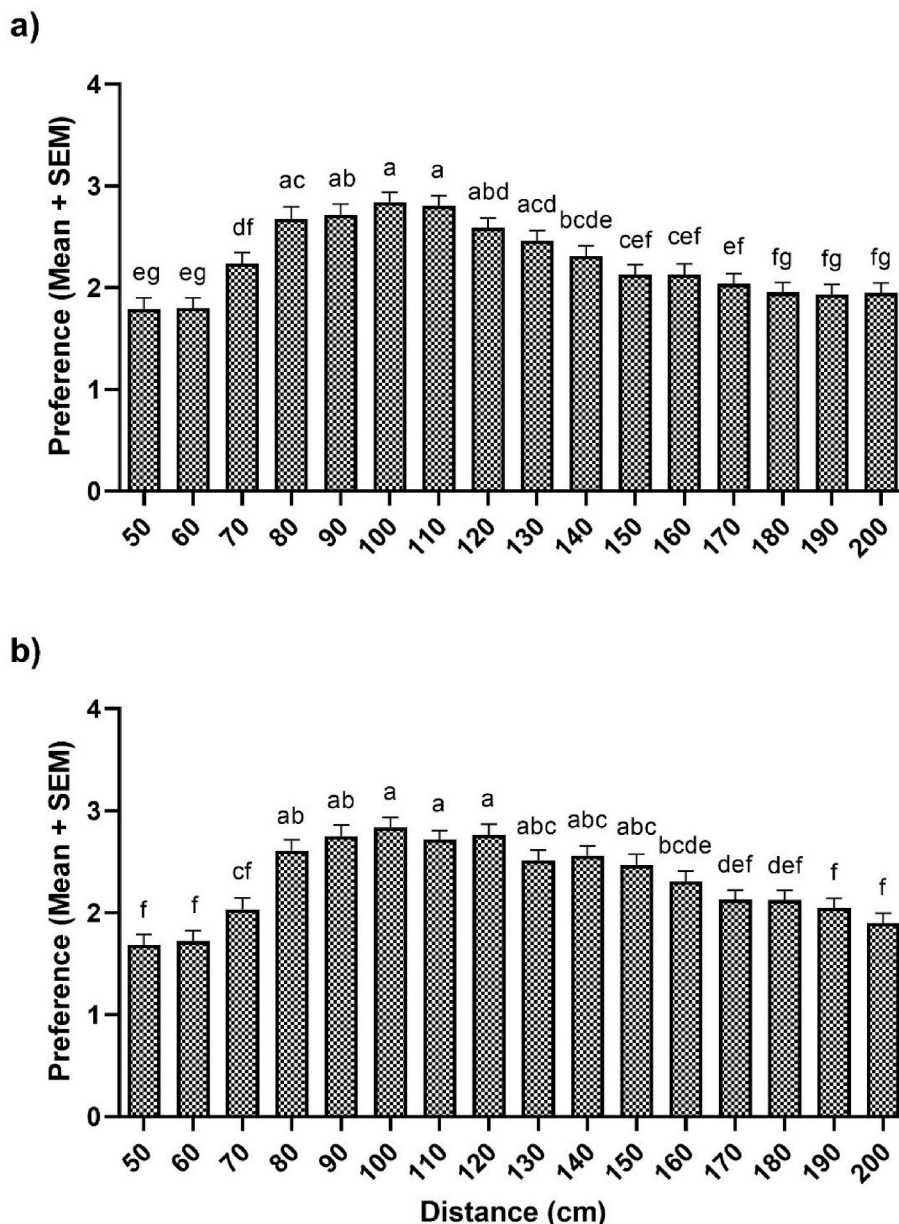 a)
Preference (Mean + SEM)
4
3
2
1
0
eg eg df ac ab a a abd acd bcde cef cef ef fg fg fg
50 60 70 80 90 100 110 120 130 140 150 160 170 180 190 200
b)
Preference (Mean + SEM)
4
3
2
1
0
f f cf ab ab a a a abc abc abc bcde def def f f
50 60 70 80 90 100 110 120 130 140 150 160 170 180 190 200
Distance (cm)